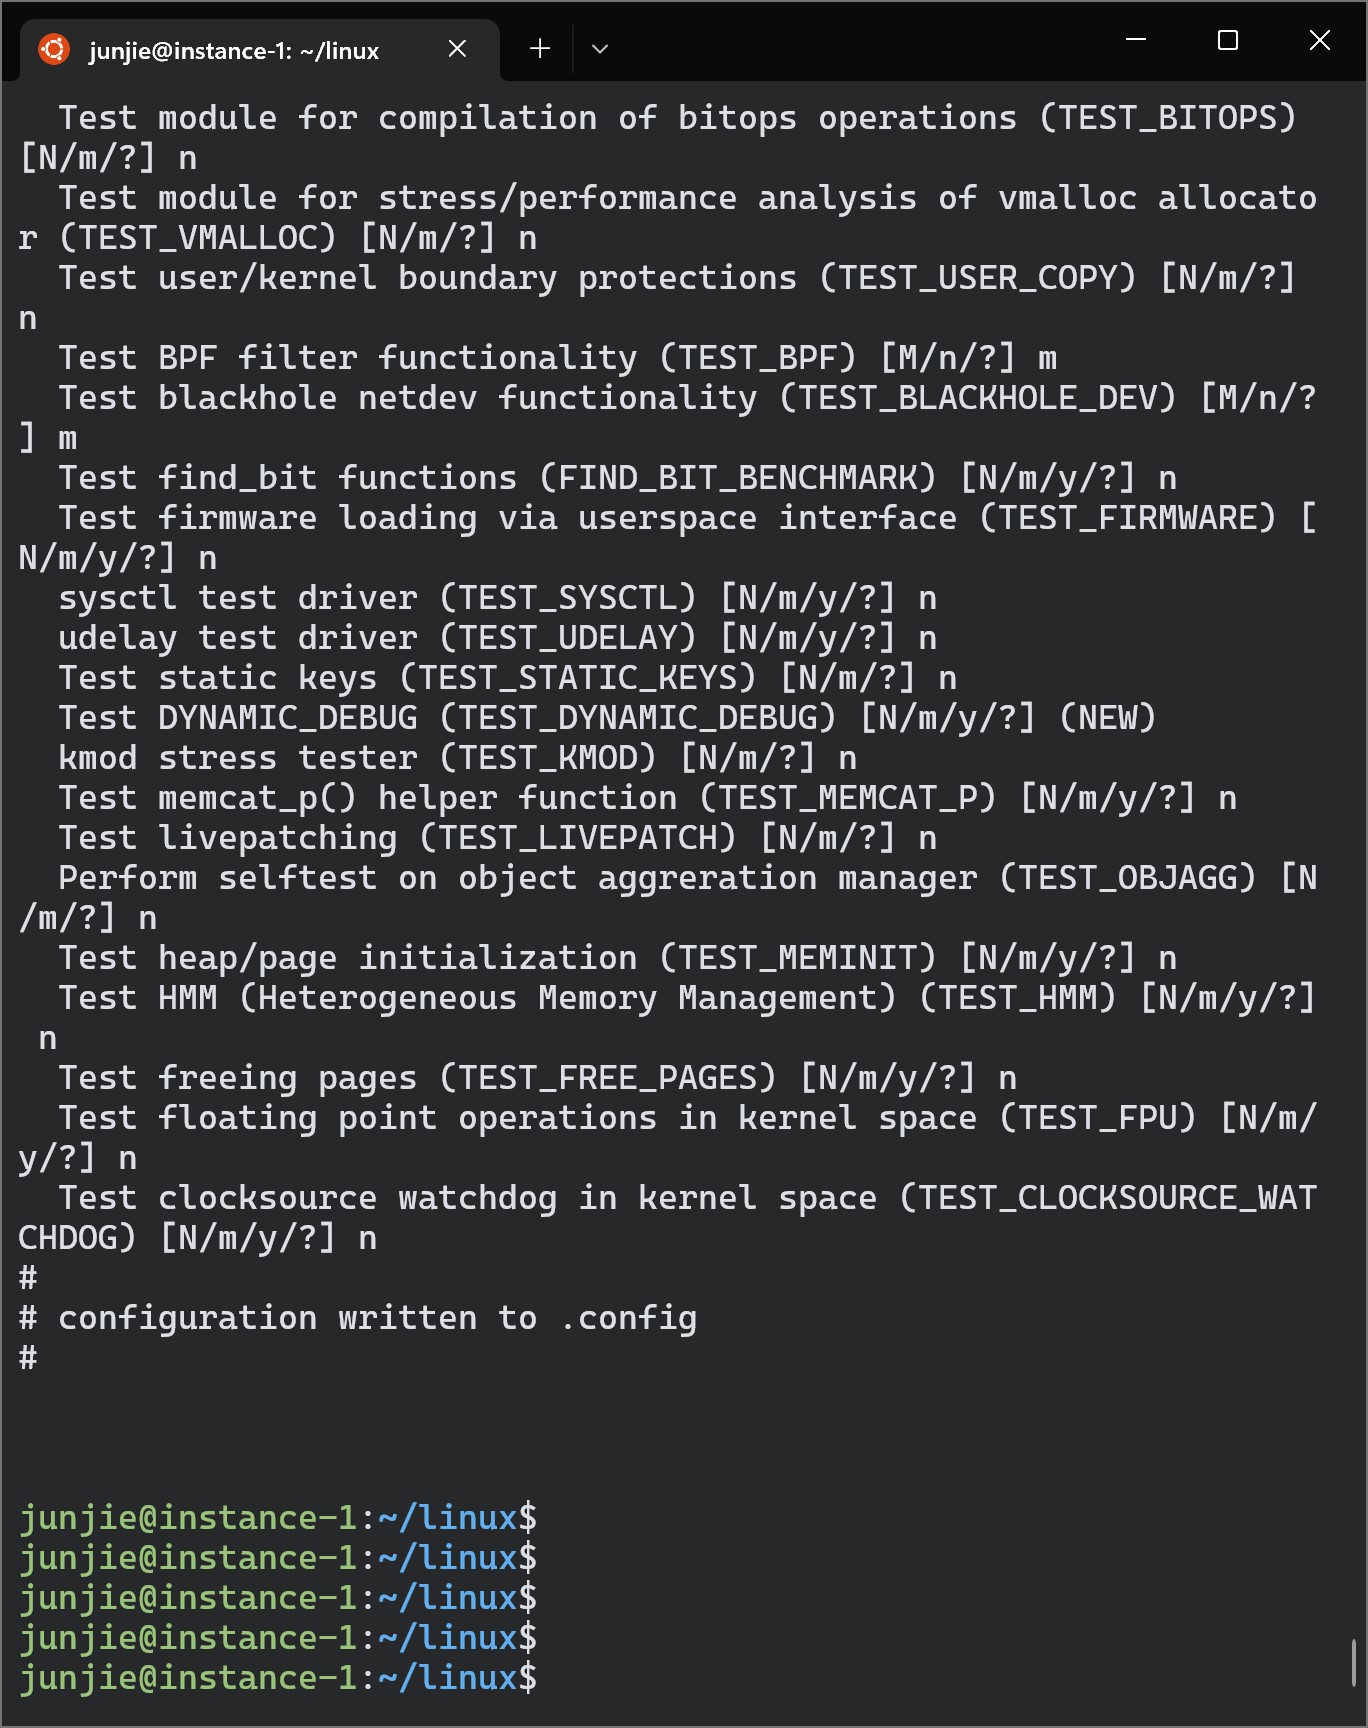 junjie@instance-1: ~/linux
  Test module for compilation of bitops operations (TEST_BITOPS)
[N/m/?] n
  Test module for stress/performance analysis of vmalloc allocato
r (TEST_VMALLOC) [N/m/?] n
  Test user/kernel boundary protections (TEST_USER_COPY) [N/m/?]
n
  Test BPF filter functionality (TEST_BPF) [M/n/?] m
  Test blackhole netdev functionality (TEST_BLACKHOLE_DEV) [M/n/?
] m
  Test find_bit functions (FIND_BIT_BENCHMARK) [N/m/y/?] n
  Test firmware loading via userspace interface (TEST_FIRMWARE) [
N/m/y/?] n
  sysctl test driver (TEST_SYSCTL) [N/m/y/?] n
  udelay test driver (TEST_UDELAY) [N/m/y/?] n
  Test static keys (TEST_STATIC_KEYS) [N/m/?] n
  Test DYNAMIC_DEBUG (TEST_DYNAMIC_DEBUG) [N/m/y/?] (NEW)
  kmod stress tester (TEST_KMOD) [N/m/?] n
  Test memcat_p() helper function (TEST_MEMCAT_P) [N/m/y/?] n
  Test livepatching (TEST_LIVEPATCH) [N/m/?] n
  Perform selftest on object aggreration manager (TEST_OBJAGG) [N
/m/?] n
  Test heap/page initialization (TEST_MEMINIT) [N/m/y/?] n
  Test HMM (Heterogeneous Memory Management) (TEST_HMM) [N/m/y/?]
 n
  Test freeing pages (TEST_FREE_PAGES) [N/m/y/?] n
  Test floating point operations in kernel space (TEST_FPU) [N/m/
y/?] n
  Test clocksource watchdog in kernel space (TEST_CLOCKSOURCE_WAT
CHDOG) [N/m/y/?] n
#
# configuration written to .config
#
junjie@instance-1:~/linux$
junjie@instance-1:~/linux$
junjie@instance-1:~/linux$
junjie@instance-1:~/linux$
junjie@instance-1:~/linux$